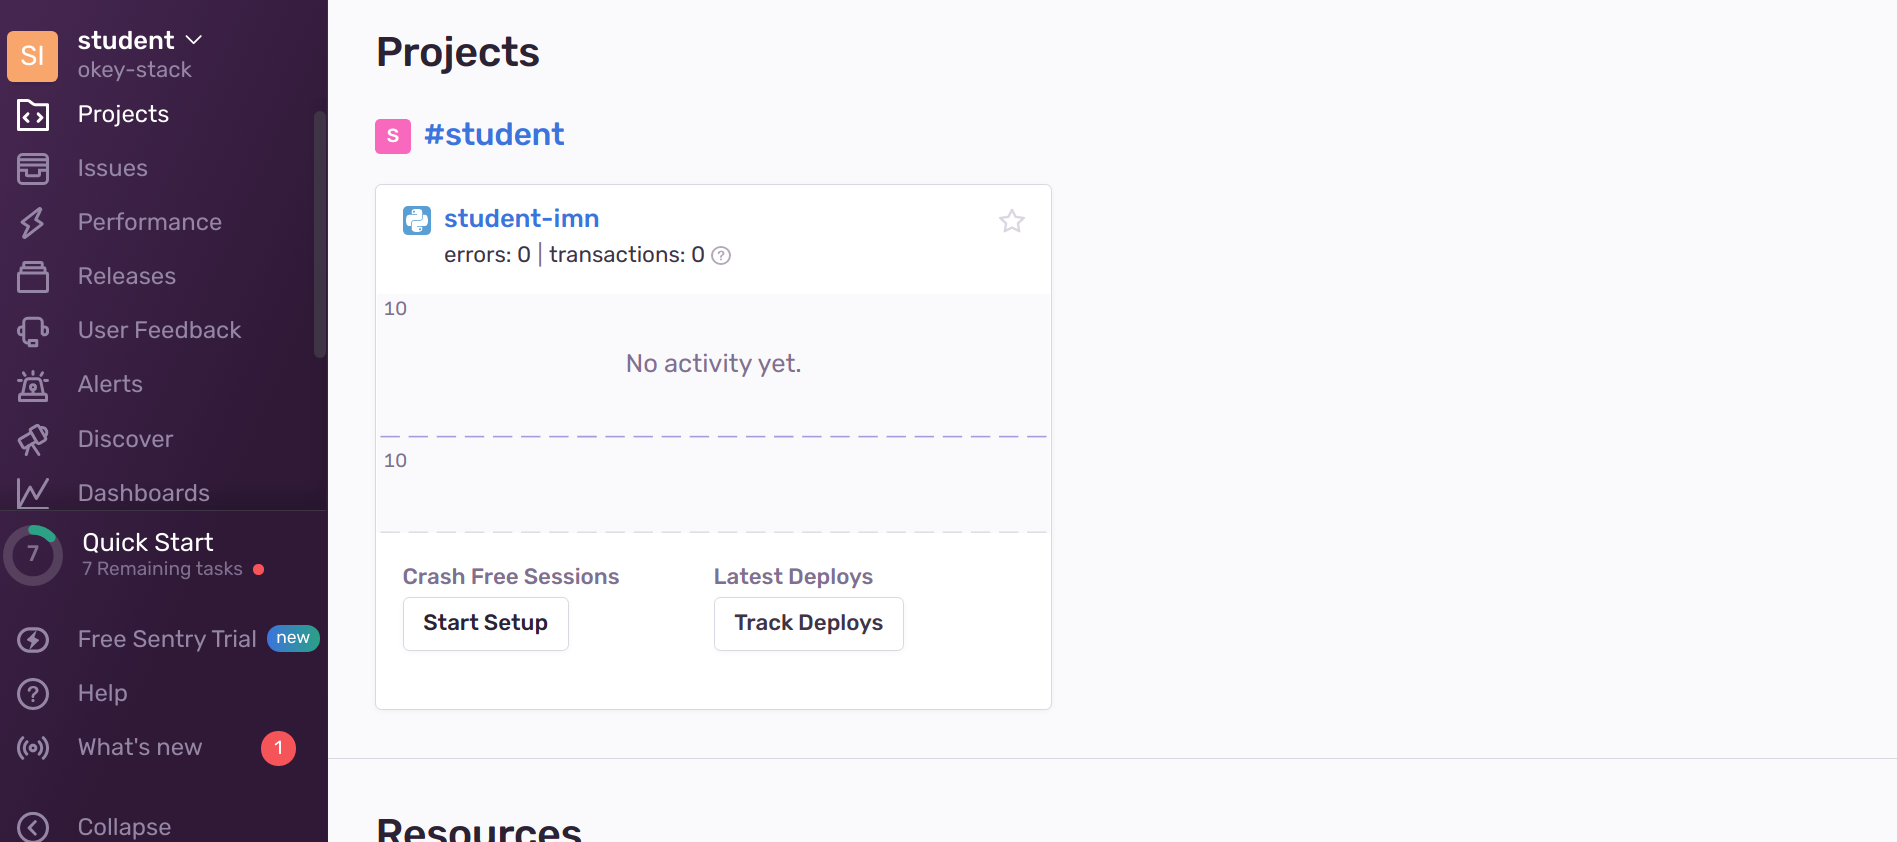 SI
student
okey-stack
Projects
Issues
Performance
Releases
User Feedback
Alerts
Discover
Dashboards
7
Quick Start
7 Remaining tasks
Free Sentry Trial new
Help
What's new 1
Collapse
Projects
S #student
student-imn
errors: 0 | transactions: 0 ?
10
No activity yet.
10
Crash Free Sessions
Start Setup
Latest Deploys
Track Deploys
Resources